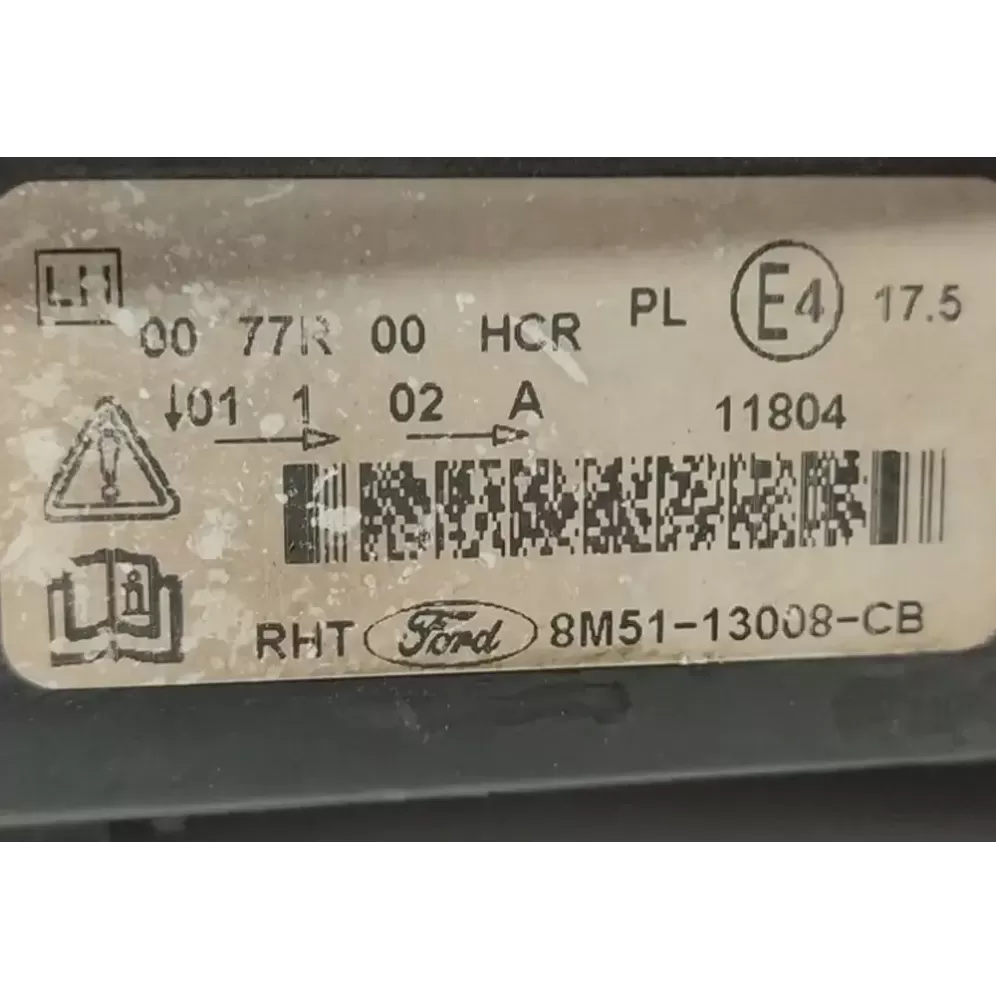 LH
00 77R 00 HCR PL E4 17.5
↓01 1 02 A 11804
RHT Ford 8M51-13008-CB